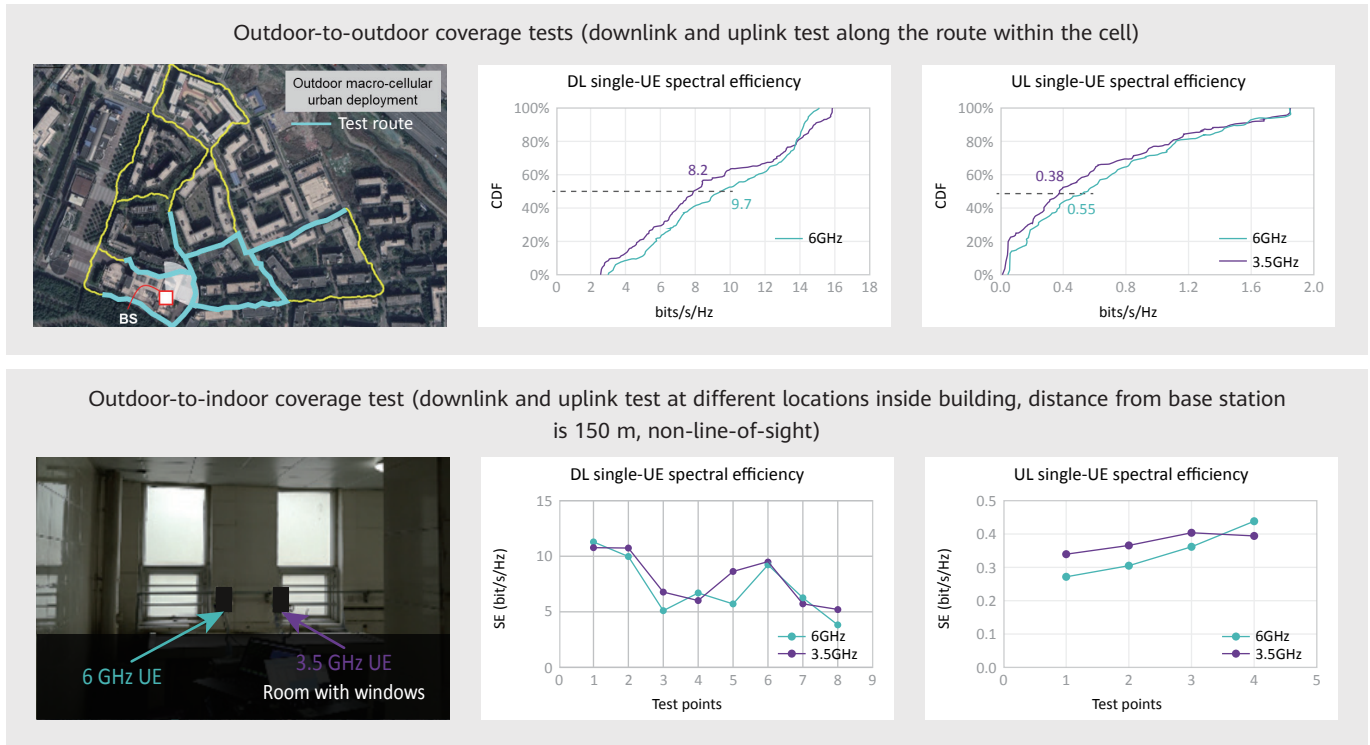 Outdoor-to-outdoor coverage tests (downlink and uplink test along the route within the cell)
Outdoor macro-cellular
urban deployment
Test route
BS
DL single-UE spectral efficiency
CDF
100%
80%
60%
40%
20%
0%
8.2
9.7
6GHz
0 2 4 6 8 10 12 14 16 18
bits/s/Hz
UL single-UE spectral efficiency
CDF
100%
80%
60%
40%
20%
0%
0.38
0.55
6GHz
3.5GHz
0 0.4 0.8 1.2 1.6 2.0
bits/s/Hz
Outdoor-to-indoor coverage test (downlink and uplink test at different locations inside building, distance from base station
is 150 m, non-line-of-sight)
6 GHz UE
3.5 GHz UE
Room with windows
DL single-UE spectral efficiency
SE (bit/s/Hz)
15
10
5
0
6GHz
3.5GHz
0 1 2 3 4 5 6 7 8 9
Test points
UL single-UE spectral efficiency
SE (bit/s/Hz)
0.5
0.4
0.3
0.2
0.1
0.0
6GHz
3.5GHz
0 1 2 3 4 5
Test points